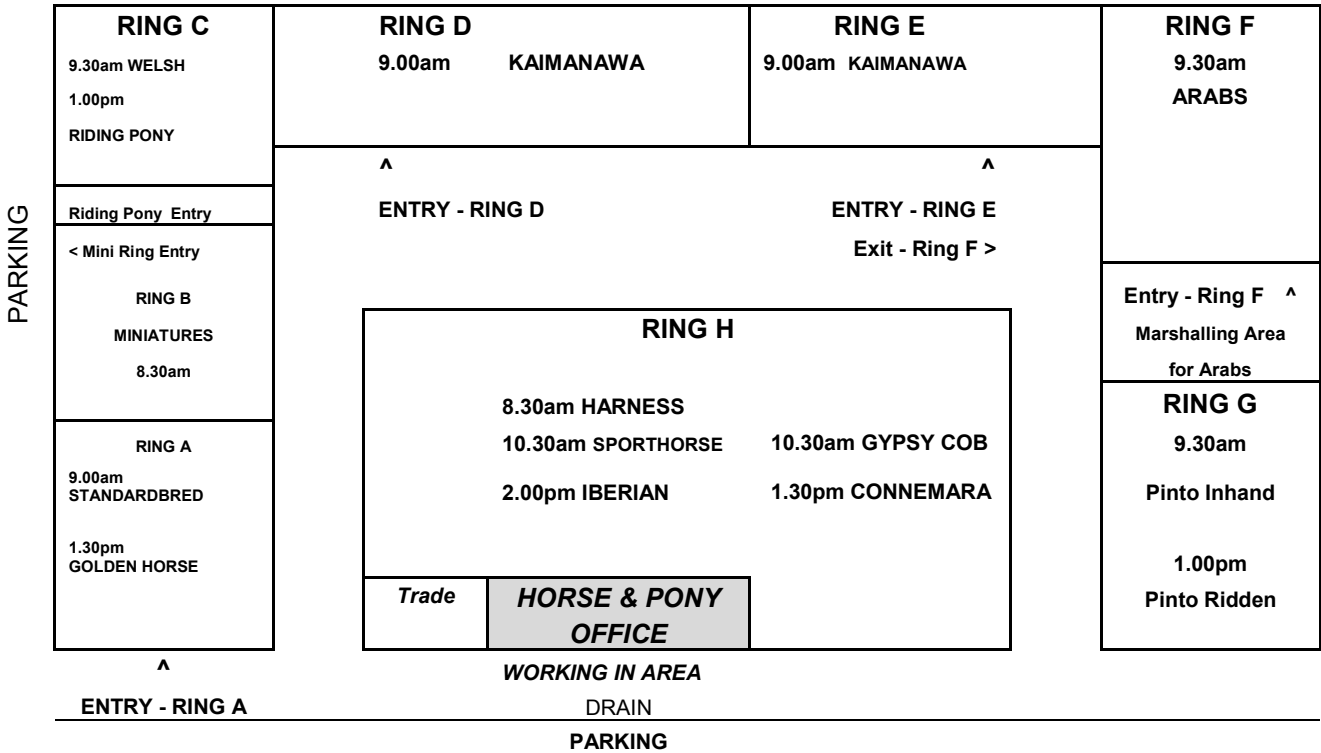 PARKING
RING C
9.30am WELSH
1.00pm
RIDING PONY
Riding Pony Entry
< Mini Ring Entry
RING B
MINIATURES
8.30am
RING A
9.00am
STANDARDBRED
1.30pm
GOLDEN HORSE
^
ENTRY - RING A
RING D
9.00am KAIMANAWA
^
ENTRY - RING D
RING E
9.00am KAIMANAWA
^
ENTRY - RING E
Exit - Ring F >
RING F
9.30am
ARABS
Entry - Ring F ^
Marshalling Area
for Arabs
RING G
9.30am
Pinto Inhand
1.00pm
Pinto Ridden
RING H
8.30am HARNESS
10.30am SPORTHORSE 10.30am GYPSY COB
2.00pm IBERIAN 1.30pm CONNEMARA
Trade
HORSE & PONY
OFFICE
WORKING IN AREA
DRAIN
PARKING